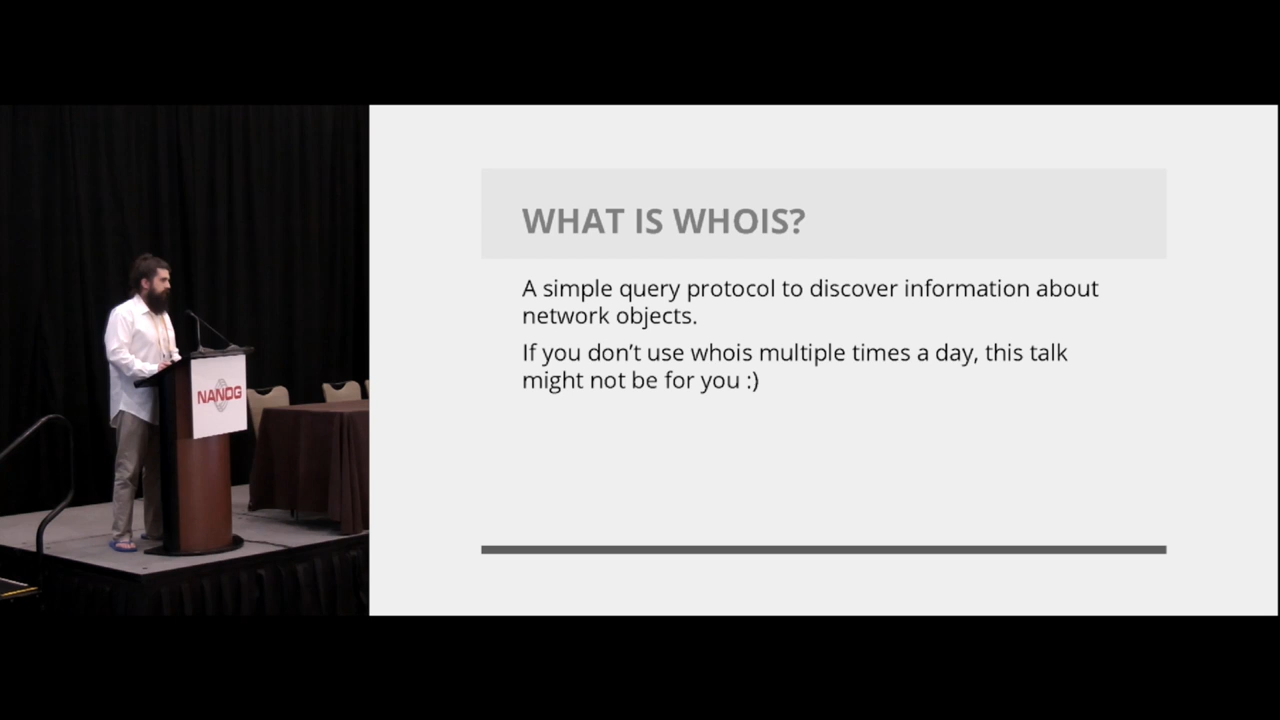 WHAT IS WHOIS?
A simple query protocol to discover information about
network objects.
If you don’t use whois multiple times a day, this talk
might not be for you :)
NANOG